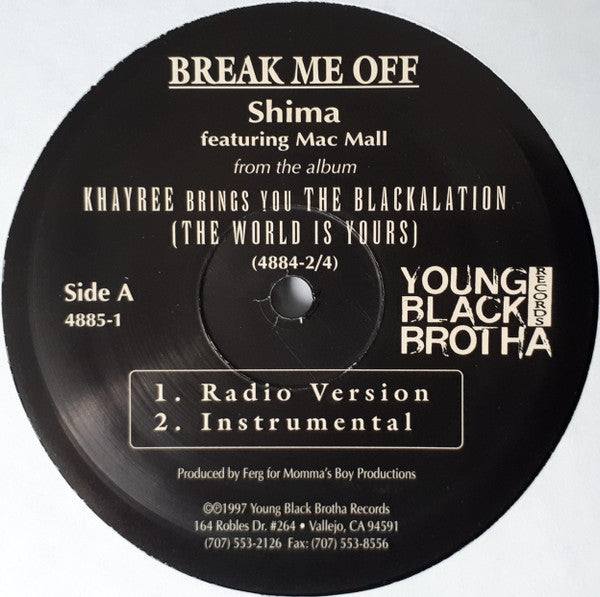 BREAK ME OFF
Shima
featuring Mac Mall
from the album
KHAYREE BRINGS YOU THE BLACKALATION
(THE WORLD IS YOURS)
(4884-2/4)
Side A
4885-1
YOUNG
BLACK
BROTHA
RECORDS
1. Radio Version
2. Instrumental
Produced by Ferg for Momma's Boy Productions
©℗1997 Young Black Brotha Records
164 Robles Dr. #264 • Vallejo, CA 94591
(707) 553-2126 Fax: (707) 553-8556